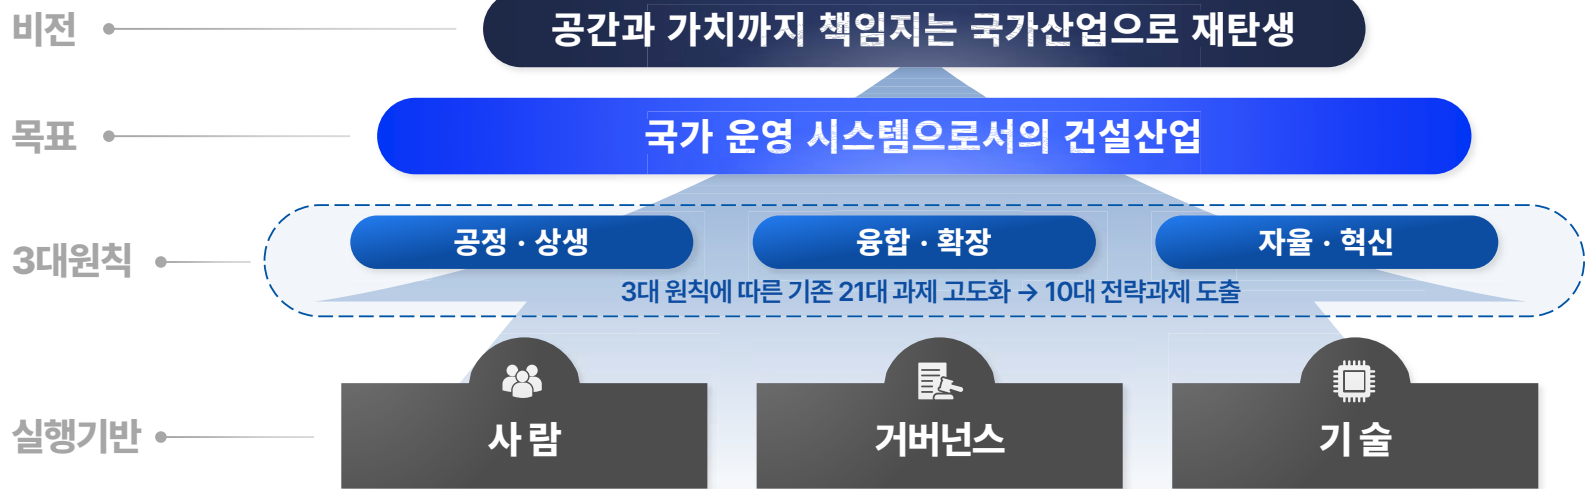 비전
공간과 가치까지 책임지는 국가산업으로 재탄생
목표
국가 운영 시스템으로서의 건설산업
3대원칙
공정 · 상생
융합 · 확장
자율 · 혁신
3대 원칙에 따른 기존 21대 과제 고도화 → 10대 전략과제 도출
실행기반
사 람
거버넌스
기 술